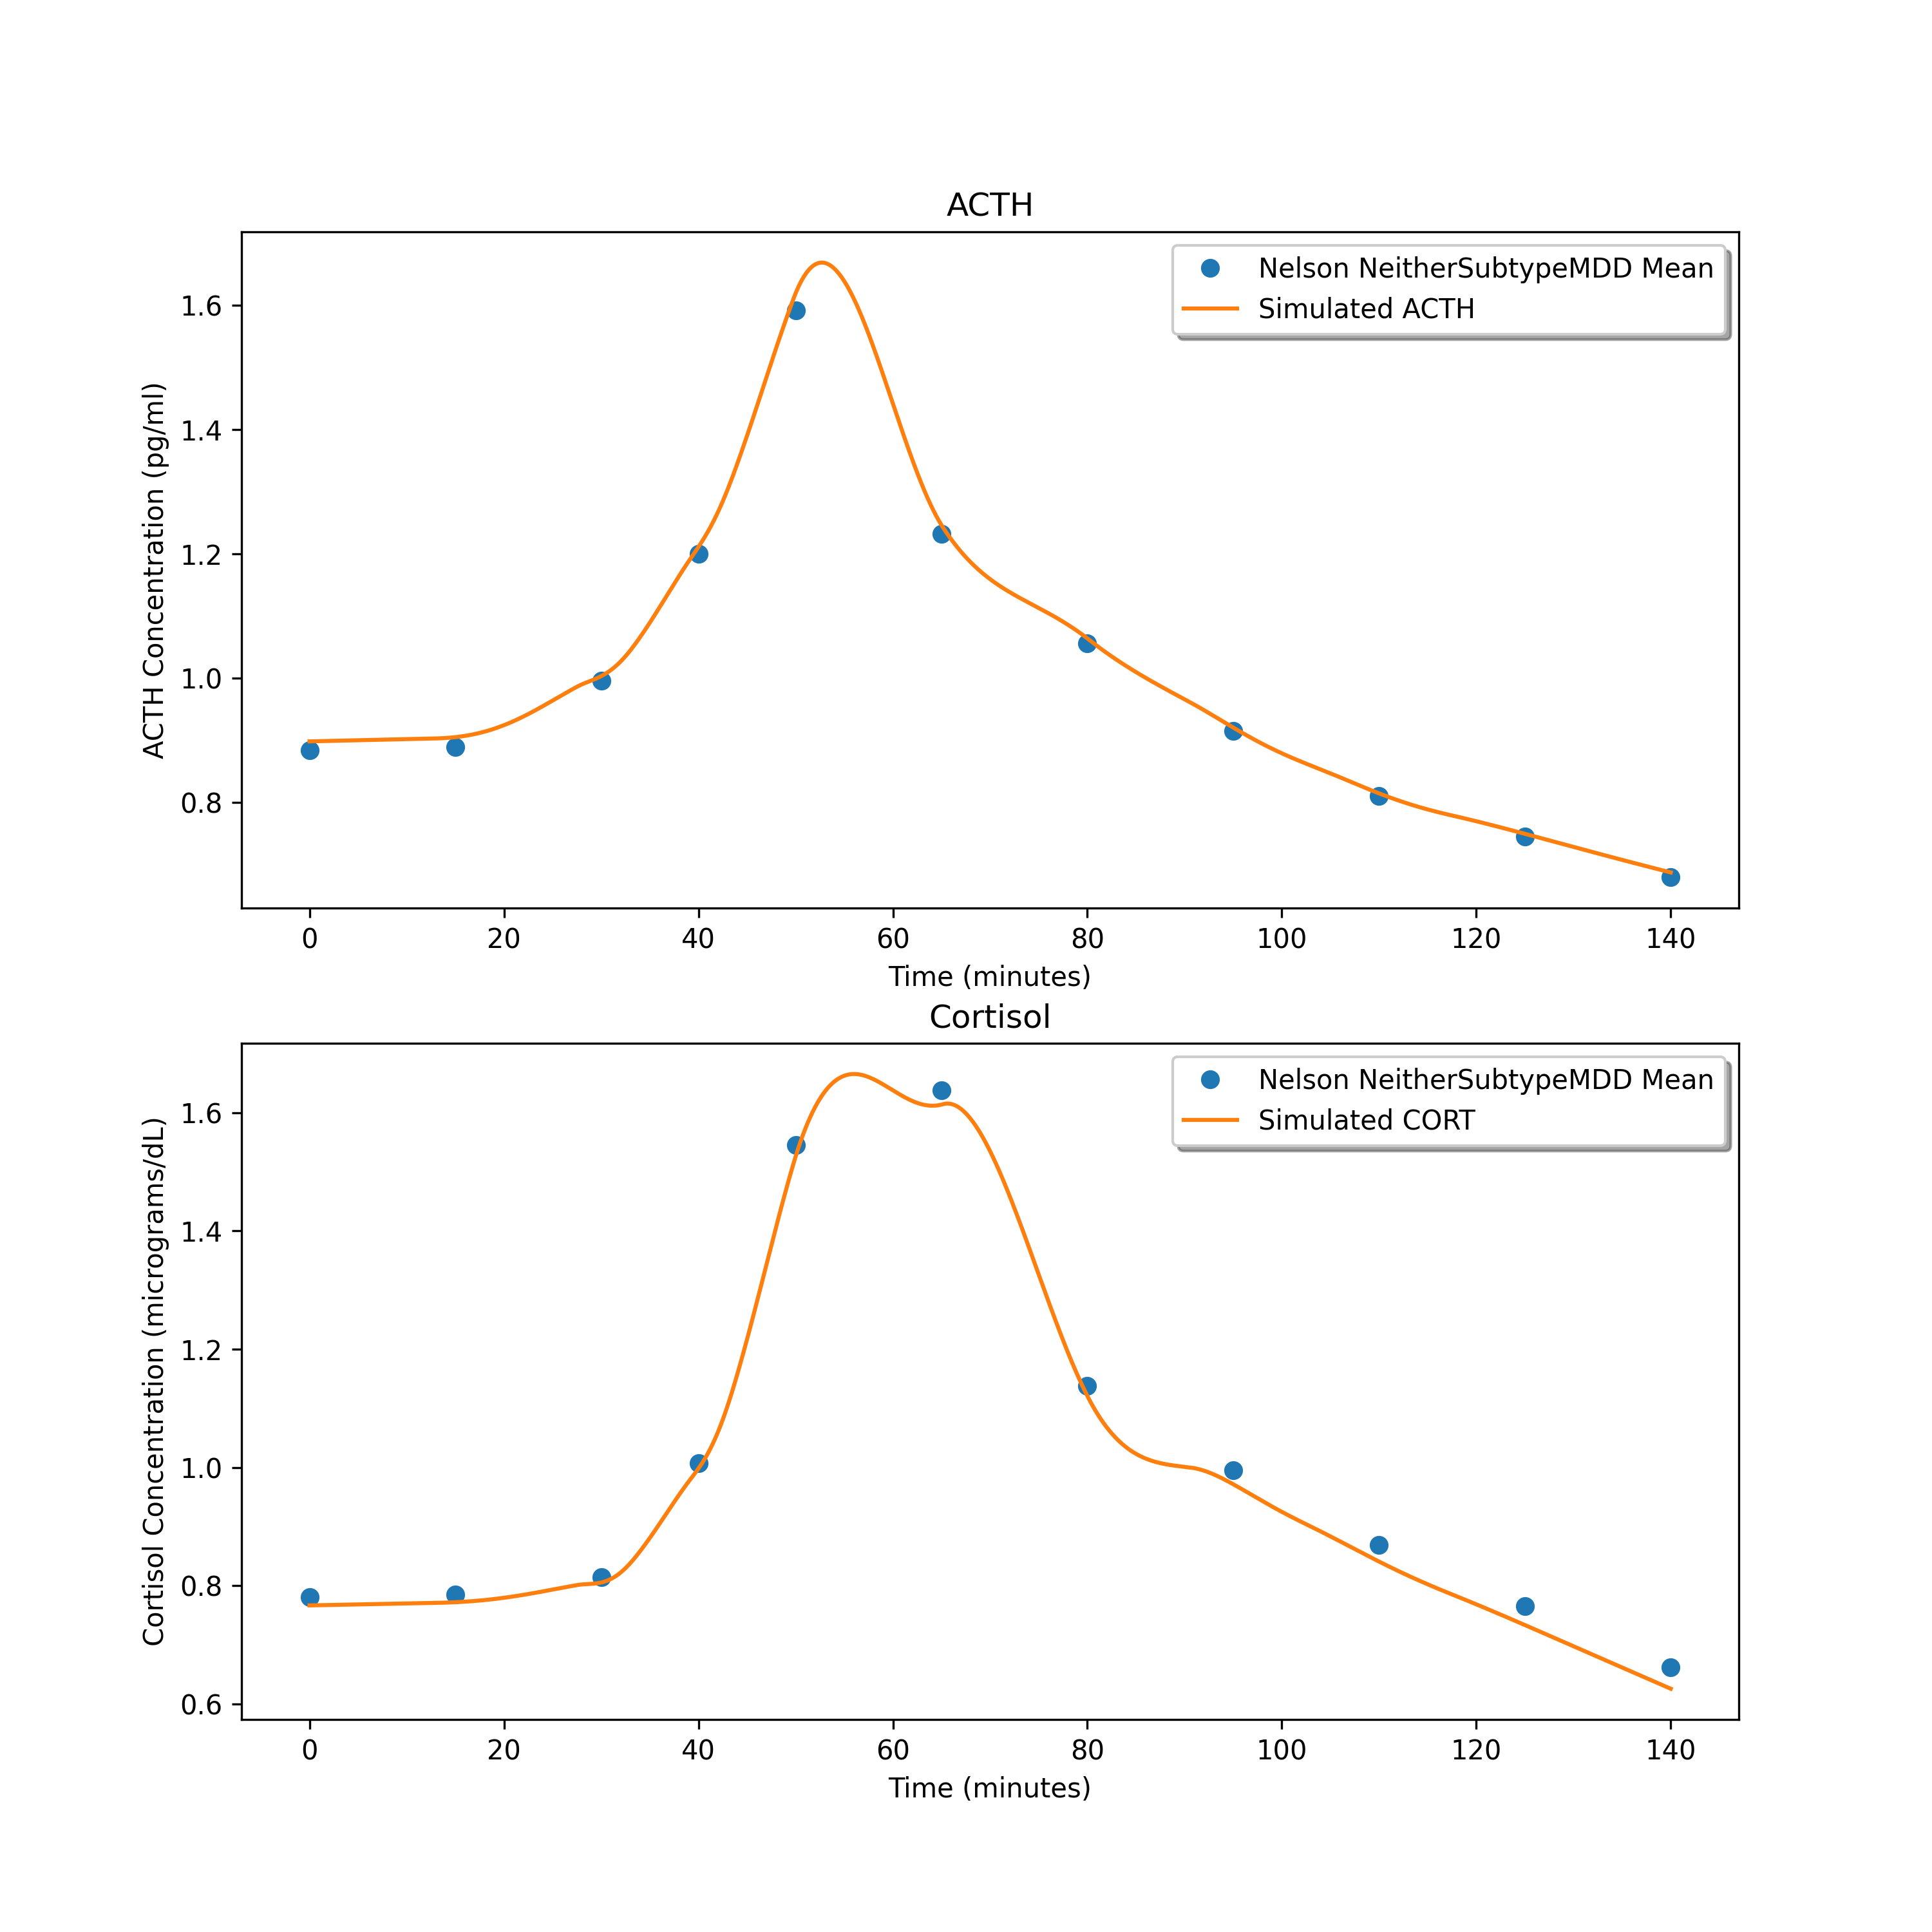 ACTH
Nelson NeitherSubtypeMDD Mean
Simulated ACTH
ACTH Concentration (pg/ml)
1.6
1.4
1.2
1.0
0.8
0 20 40 60 80 100 120 140
Time (minutes)
Cortisol
Nelson NeitherSubtypeMDD Mean
Simulated CORT
Cortisol Concentration (micrograms/dL)
1.6
1.4
1.2
1.0
0.8
0.6
0 20 40 60 80 100 120 140
Time (minutes)